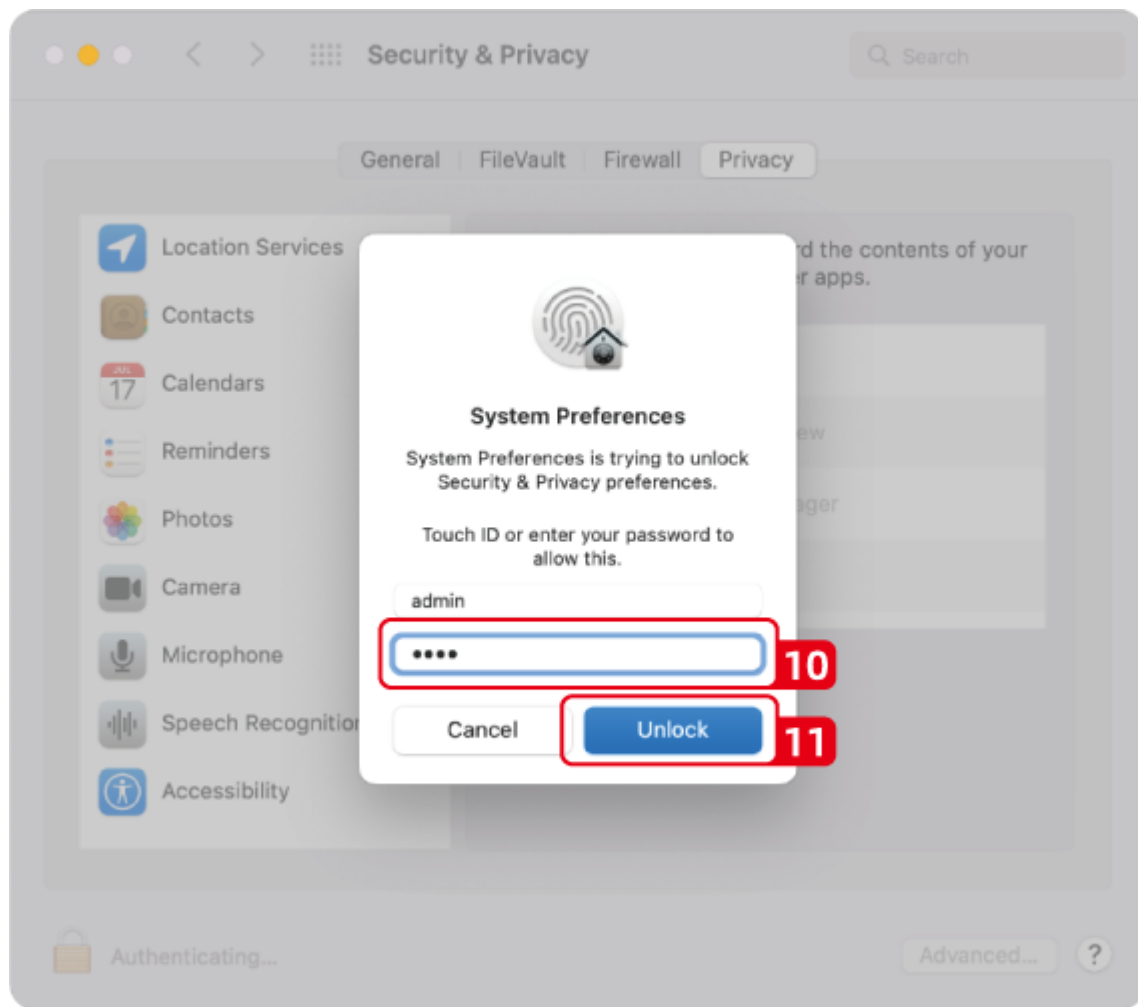 Security & Privacy
Search
General
FileVault
Firewall
Privacy
Location Services
Contacts
JUL
17
Calendars
Reminders
Photos
Camera
Microphone
Speech Recognition
Accessibility
rd the contents of your
r apps.
ew
ager
System Preferences
System Preferences is trying to unlock
Security & Privacy preferences.
Touch ID or enter your password to
allow this.
admin
••••
10
Cancel
Unlock
11
Authenticating...
Advanced...
?